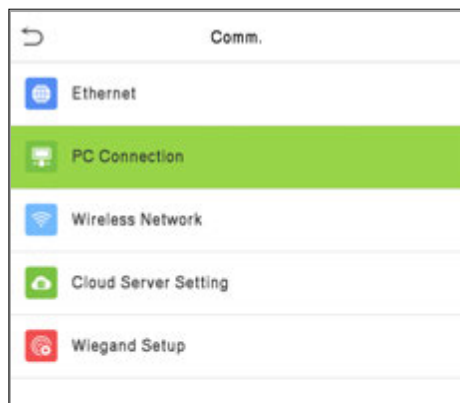 Comm.
Ethernet
PC Connection
Wireless Network
Cloud Server Setting
Wiegand Setup